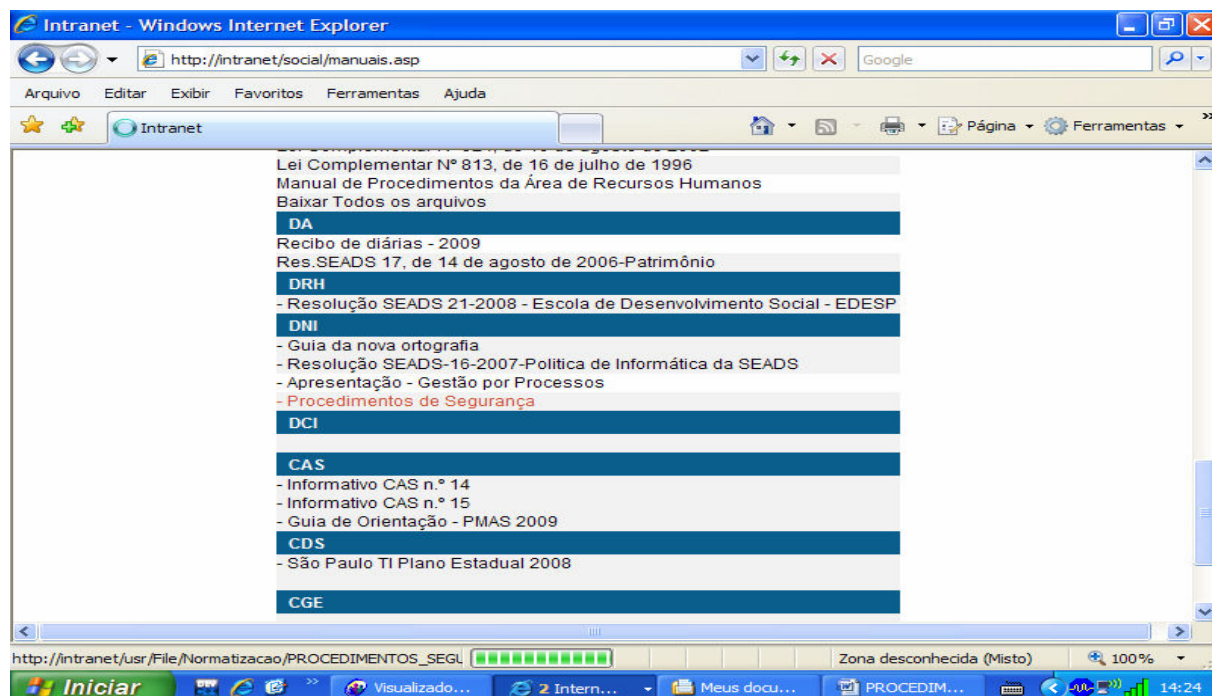 Intranet - Windows Internet Explorer
http://intranet/social/manuais.asp
Google
Arquivo Editar Exibir Favoritos Ferramentas Ajuda
Intranet
Página
Ferramentas
Lei Complementar Nº 813, de 16 de julho de 1996
Manual de Procedimentos da Área de Recursos Humanos
Baixar Todos os arquivos
DA
Recibo de diárias - 2009
Res.SEADS 17, de 14 de agosto de 2006-Patrimônio
DRH
- Resolução SEADS 21-2008 - Escola de Desenvolvimento Social - EDESP
DNI
- Guia da nova ortografia
- Resolução SEADS-16-2007-Politica de Informática da SEADS
- Apresentação - Gestão por Processos
- Procedimentos de Segurança
DCI
CAS
- Informativo CAS n.º 14
- Informativo CAS n.º 15
- Guia de Orientação - PMAS 2009
CDS
- São Paulo TI Plano Estadual 2008
CGE
http://intranet/usr/File/Normatizacao/PROCEDIMENTOS_SEGU
Zona desconhecida (Misto)
100%
Iniciar
Visualizado...
2 Intern...
Meus docu...
PROCEDIM...
14:24